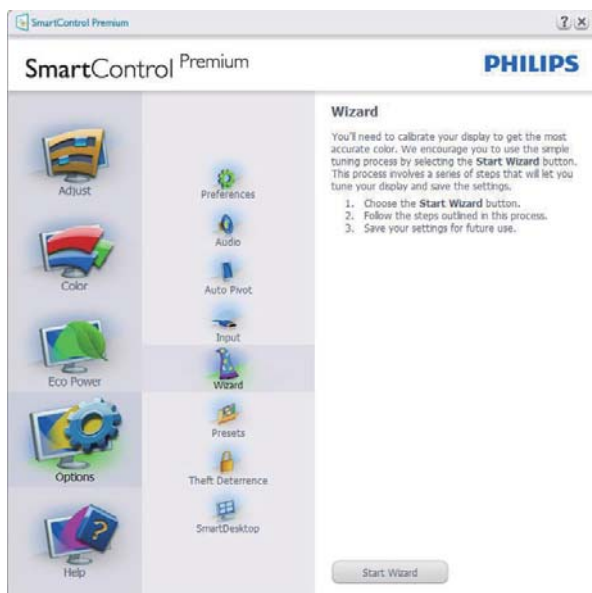 SmartControl Premium
SmartControl Premium
PHILIPS
Adjust
Color
Eco Power
Options
Help
Preferences
Audio
Auto Pivot
Input
Wizard
Presets
Theft Deterrence
SmartDesktop
Wizard
You'll need to calibrate your display to get the most
accurate color. We encourage you to use the simple
tuning process by selecting the Start Wizard button.
This process involves a series of steps that will let you
tune your display and save the settings.
1. Choose the Start Wizard button.
2. Follow the steps outlined in this process.
3. Save your settings for future use.
Start Wizard